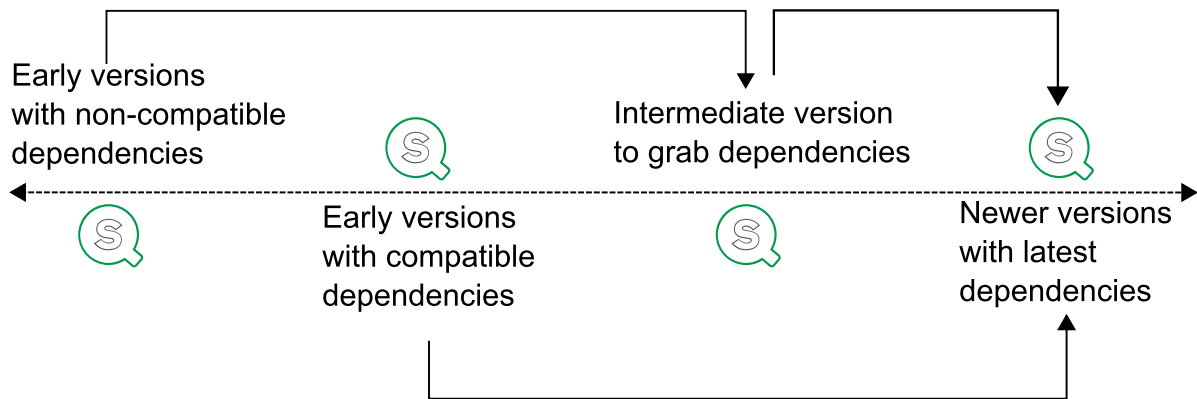 Early versions
with non-compatible
dependencies
S
Early versions
with compatible
dependencies
S
Intermediate version
to grab dependencies
S
Newer versions
with latest
dependencies
S